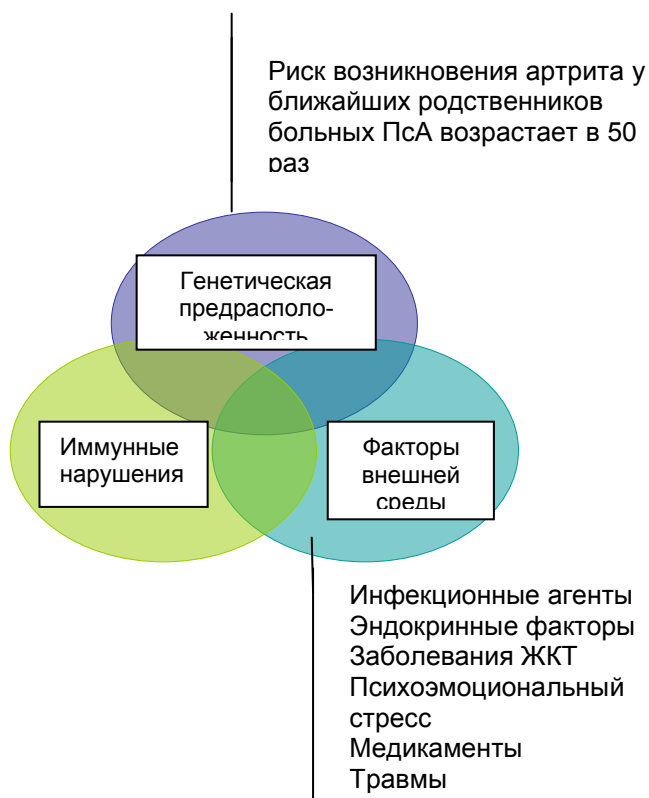 Риск возникновения артрита у
ближайших родственников
больных ПсА возрастает в 50
раз
Генетическая
предрасполо-
женность
Иммунные
нарушения
Факторы
внешней
среды
Инфекционные агенты
Эндокринные факторы
Заболевания ЖКТ
Психоэмоциональный
стресс
Медикаменты
Травмы